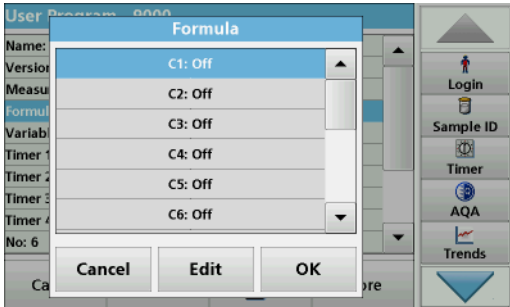 User Program - 9000
Formula
Name:
C1: Off
Version
C2: Off
Measu
C3: Off
Formul
Variabl
C4: Off
Timer 1
C5: Off
Timer 2
Timer 3
C6: Off
Timer 4
No: 6
Cancel
Edit
OK
Ca
ore
Login
Sample ID
Timer
AQA
Trends